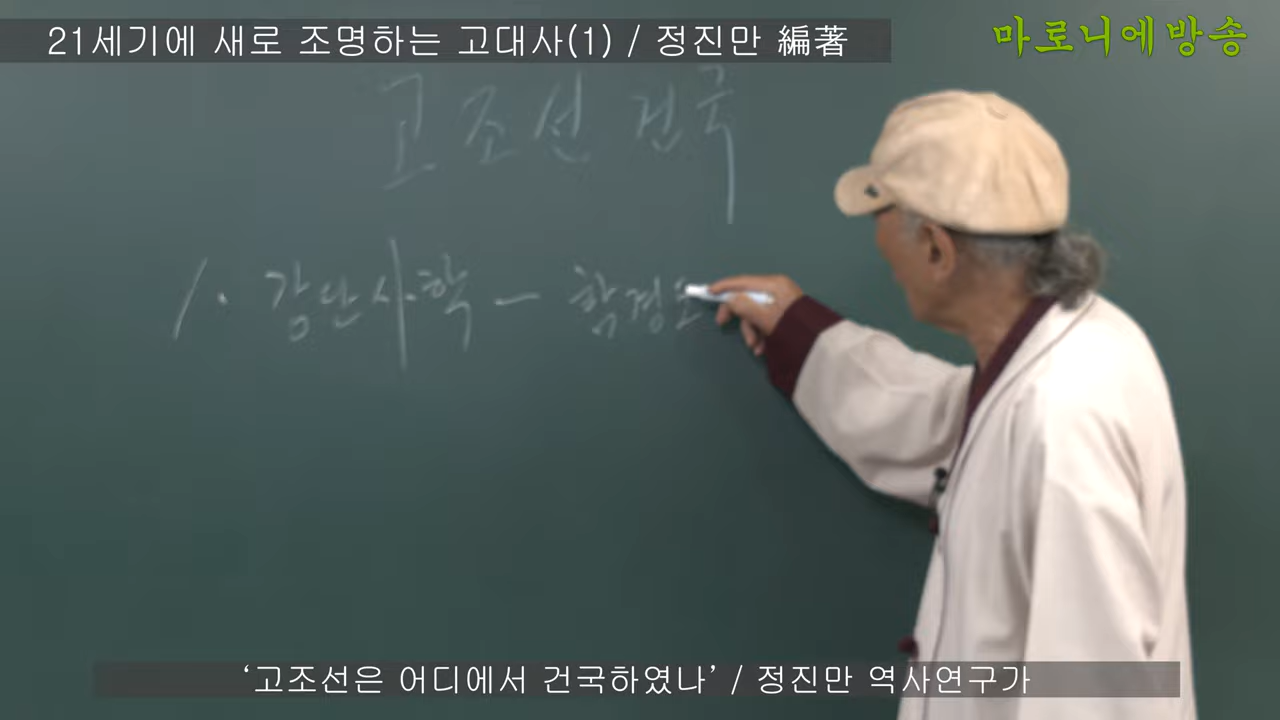 21세기에 새로 조명하는 고대사(1) / 정진만 編著
마로니에방송
고조선 건국
1. 강단사학 - 함경도
‘고조선은 어디에서 건국하였나’ / 정진만 역사연구가